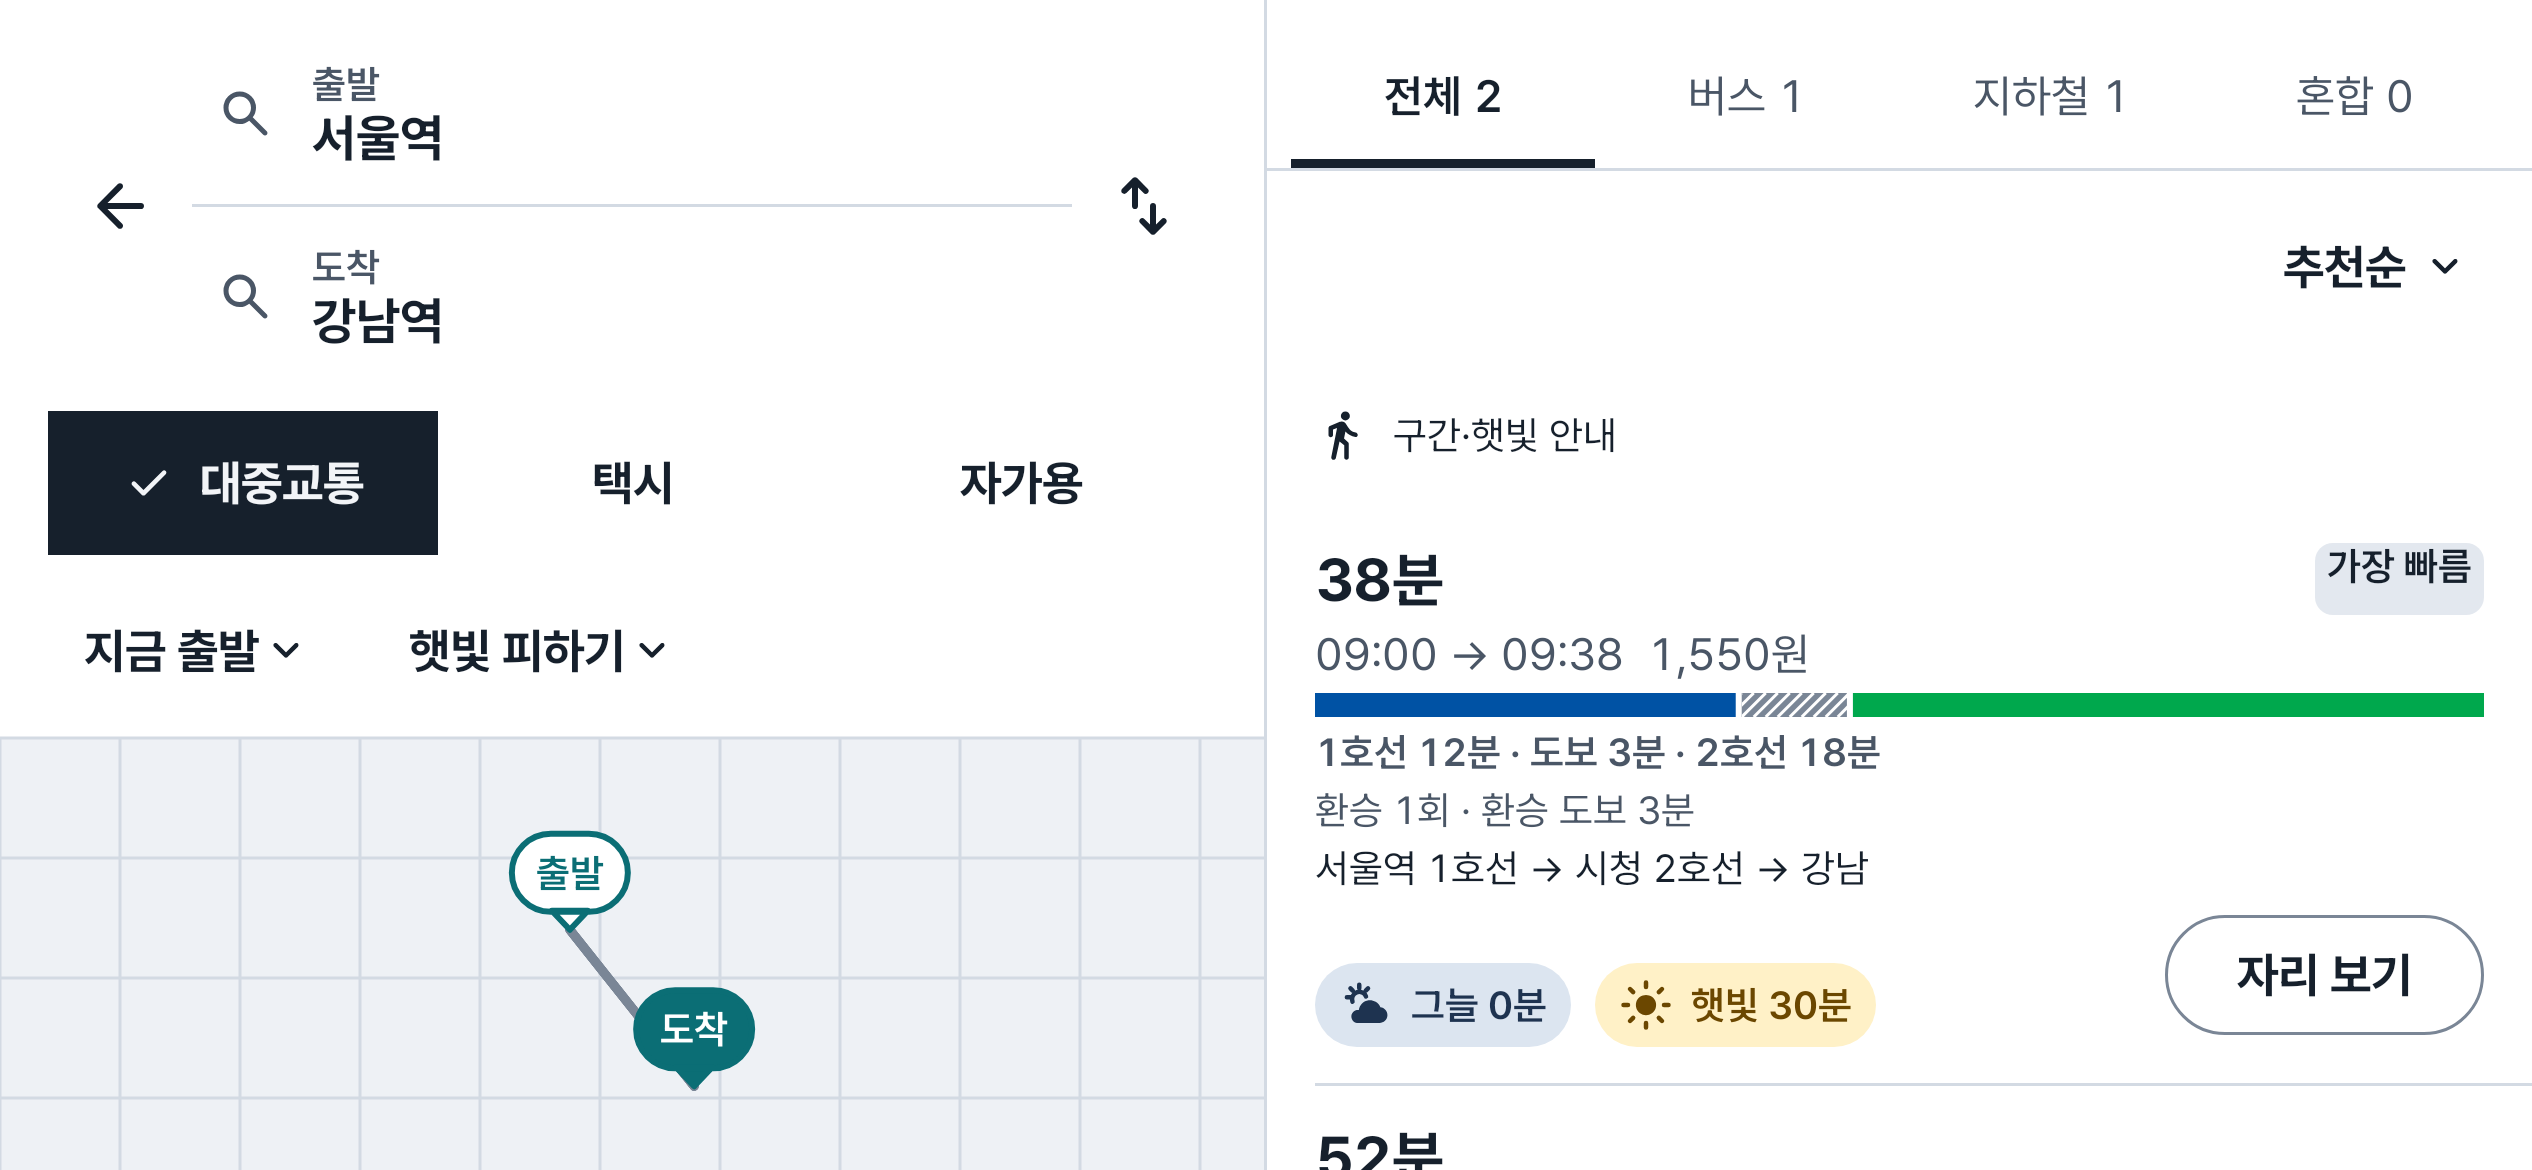 출발
서울역
도착
강남역
대중교통
택시
자가용
지금 출발
햇빛 피하기
출발
도착
전체 2
버스 1
지하철 1
혼합 0
추천순
구간·햇빛 안내
38분
가장 빠름
09:00 → 09:38 1,550원
1호선 12분 · 도보 3분 · 2호선 18분
환승 1회 · 환승 도보 3분
서울역 1호선 → 시청 2호선 → 강남
그늘 0분
햇빛 30분
자리 보기
52분